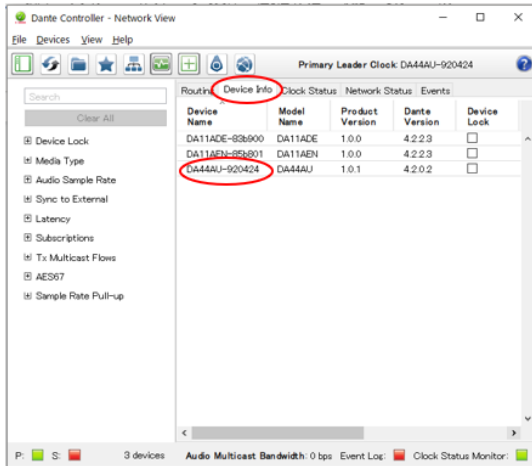 Dante Controller - Network View
File Devices View Help
Primary Leader Clock: DA44AU-920424
Routing Device Info Clock Status Network Status Events
Search
Clear All
Device Lock
Media Type
Audio Sample Rate
Sync to External
Latency
Subscriptions
Tx Multicast Flows
AES67
Sample Rate Pull-up
Device Name Model Name Product Version Dante Version Device Lock
DA11ADE-83b900 DA11ADE 1.0.0 4.2.2.3
DA11AEN-85b801 DA11AEN 1.0.0 4.2.2.3
DA44AU-920424 DA44AU 1.0.1 4.2.0.2
P: S: 3 devices Audio Multicast Bandwidth: 0 bps Event Log: Clock Status Monitor: